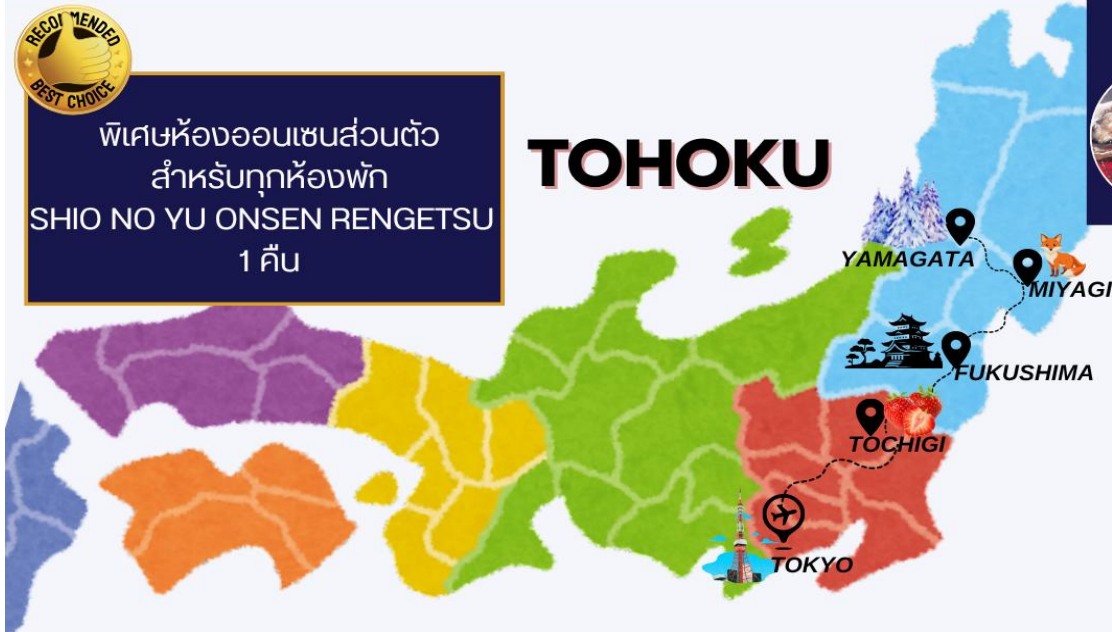 RECOMMENDED
BEST CHOICE
พิเศษห้องออนเซนส่วนตัว
สำหรับทุกห้องพัก
SHIO NO YU ONSEN RENGETSU
1 คืน
TOHOKU
YAMAGATA
MIYAGI
FUKUSHIMA
TOCHIGI
TOKYO